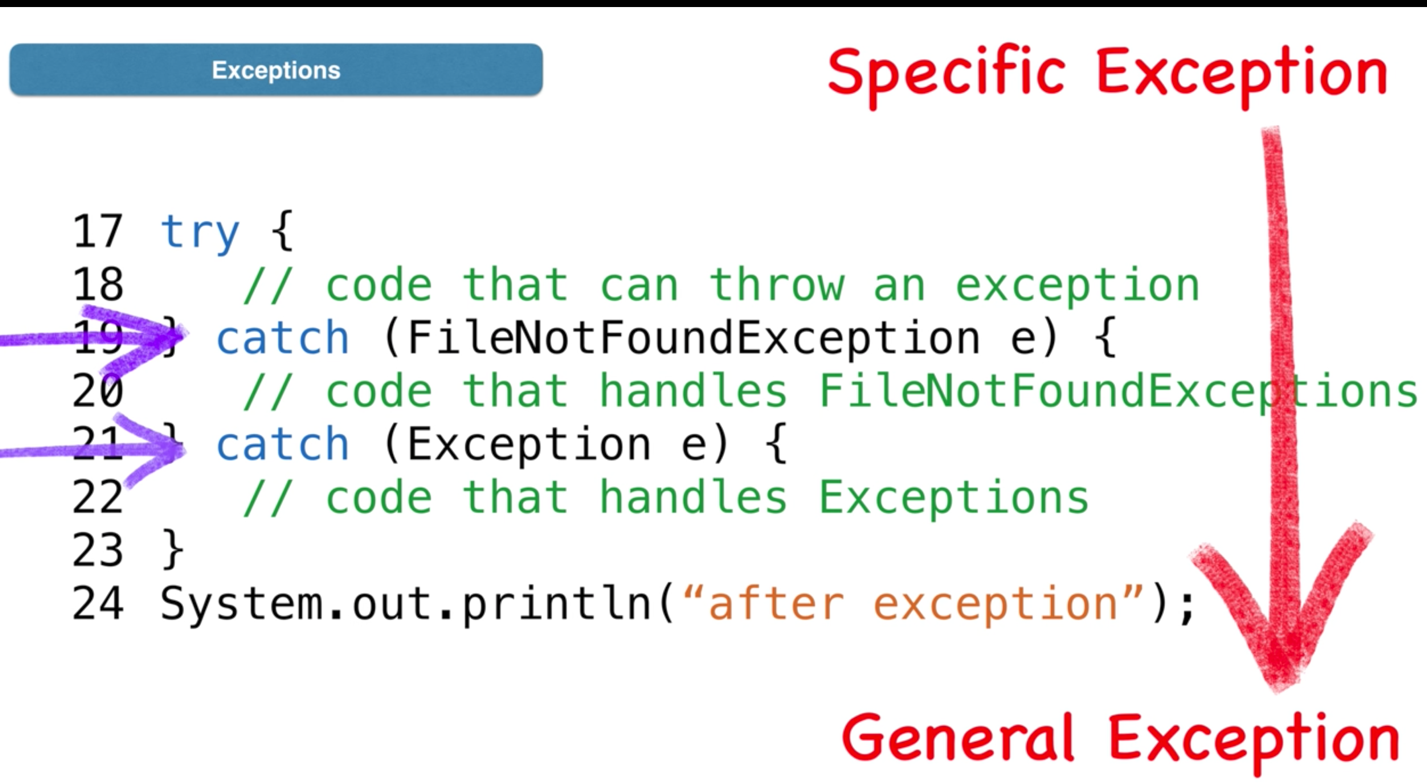 Exceptions
Specific Exception
17 try {
18    // code that can throw an exception
19 } catch (FileNotFoundException e) {
20    // code that handles FileNotFoundExceptions
21 } catch (Exception e) {
22    // code that handles Exceptions
23 }
24 System.out.println(“after exception”);
General Exception